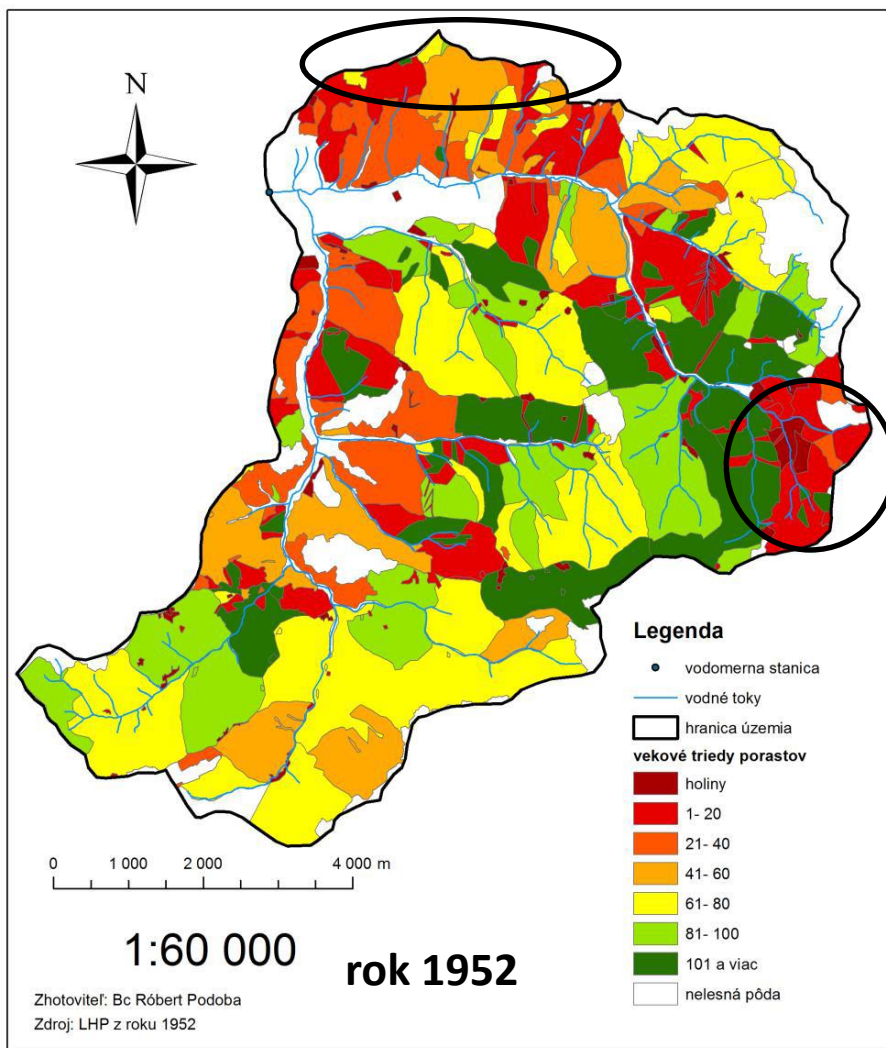 N
Legenda
vodomerna stanica
vodné toky
hranica územia
vekové triedy porastov
holiny
1- 20
21- 40
41- 60
61- 80
81- 100
101 a viac
nelesná pôda
0 1 000 2 000 4 000 m
1:60 000
rok 1952
Zhotoviteľ: Bc Róbert Podoba
Zdroj: LHP z roku 1952